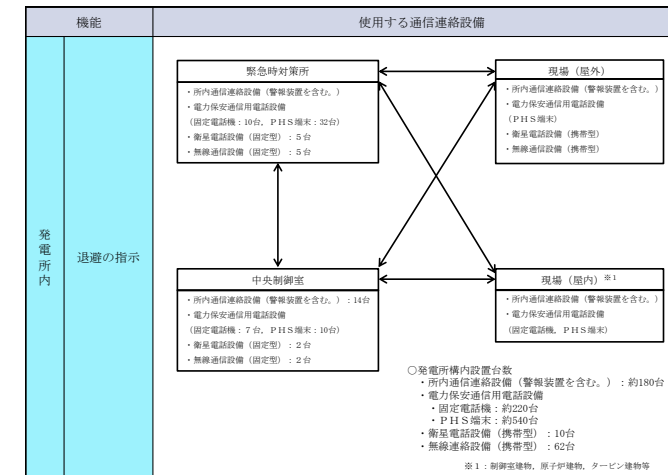 機能
使用する通信連絡設備
発電所内
退避の指示
緊急時対策所
・所内通信連絡設備（警報装置を含む。）
・電力保安通信用電話設備
（固定電話機：10台，ＰＨＳ端末：32台）
・衛星電話設備（固定型）：５台
・無線通信設備（固定型）：５台
現場（屋外）
・所内通信連絡設備（警報装置を含む。）
・電力保安通信用電話設備
（ＰＨＳ端末）
・衛星電話設備（携帯型）
・無線通信設備（携帯型）
中央制御室
・所内通信連絡設備（警報装置を含む。）：14台
・電力保安通信用電話設備
（固定電話機：７台，ＰＨＳ端末：10台）
・衛星電話設備（固定型）：２台
・無線通信設備（固定型）：２台
現場（屋内）※１
・所内通信連絡設備（警報装置を含む。）
・電力保安通信用電話設備
（固定電話機，ＰＨＳ端末）
○発電所構内設置台数
・所内通信連絡設備（警報装置を含む。）：約180台
・電力保安通信用電話設備
・固定電話機：約220台
・ＰＨＳ端末：約540台
・衛星電話設備（携帯型）：10台
・無線連絡設備（携帯型）：62台
※１：制御室建物，原子炉建物，タービン建物等